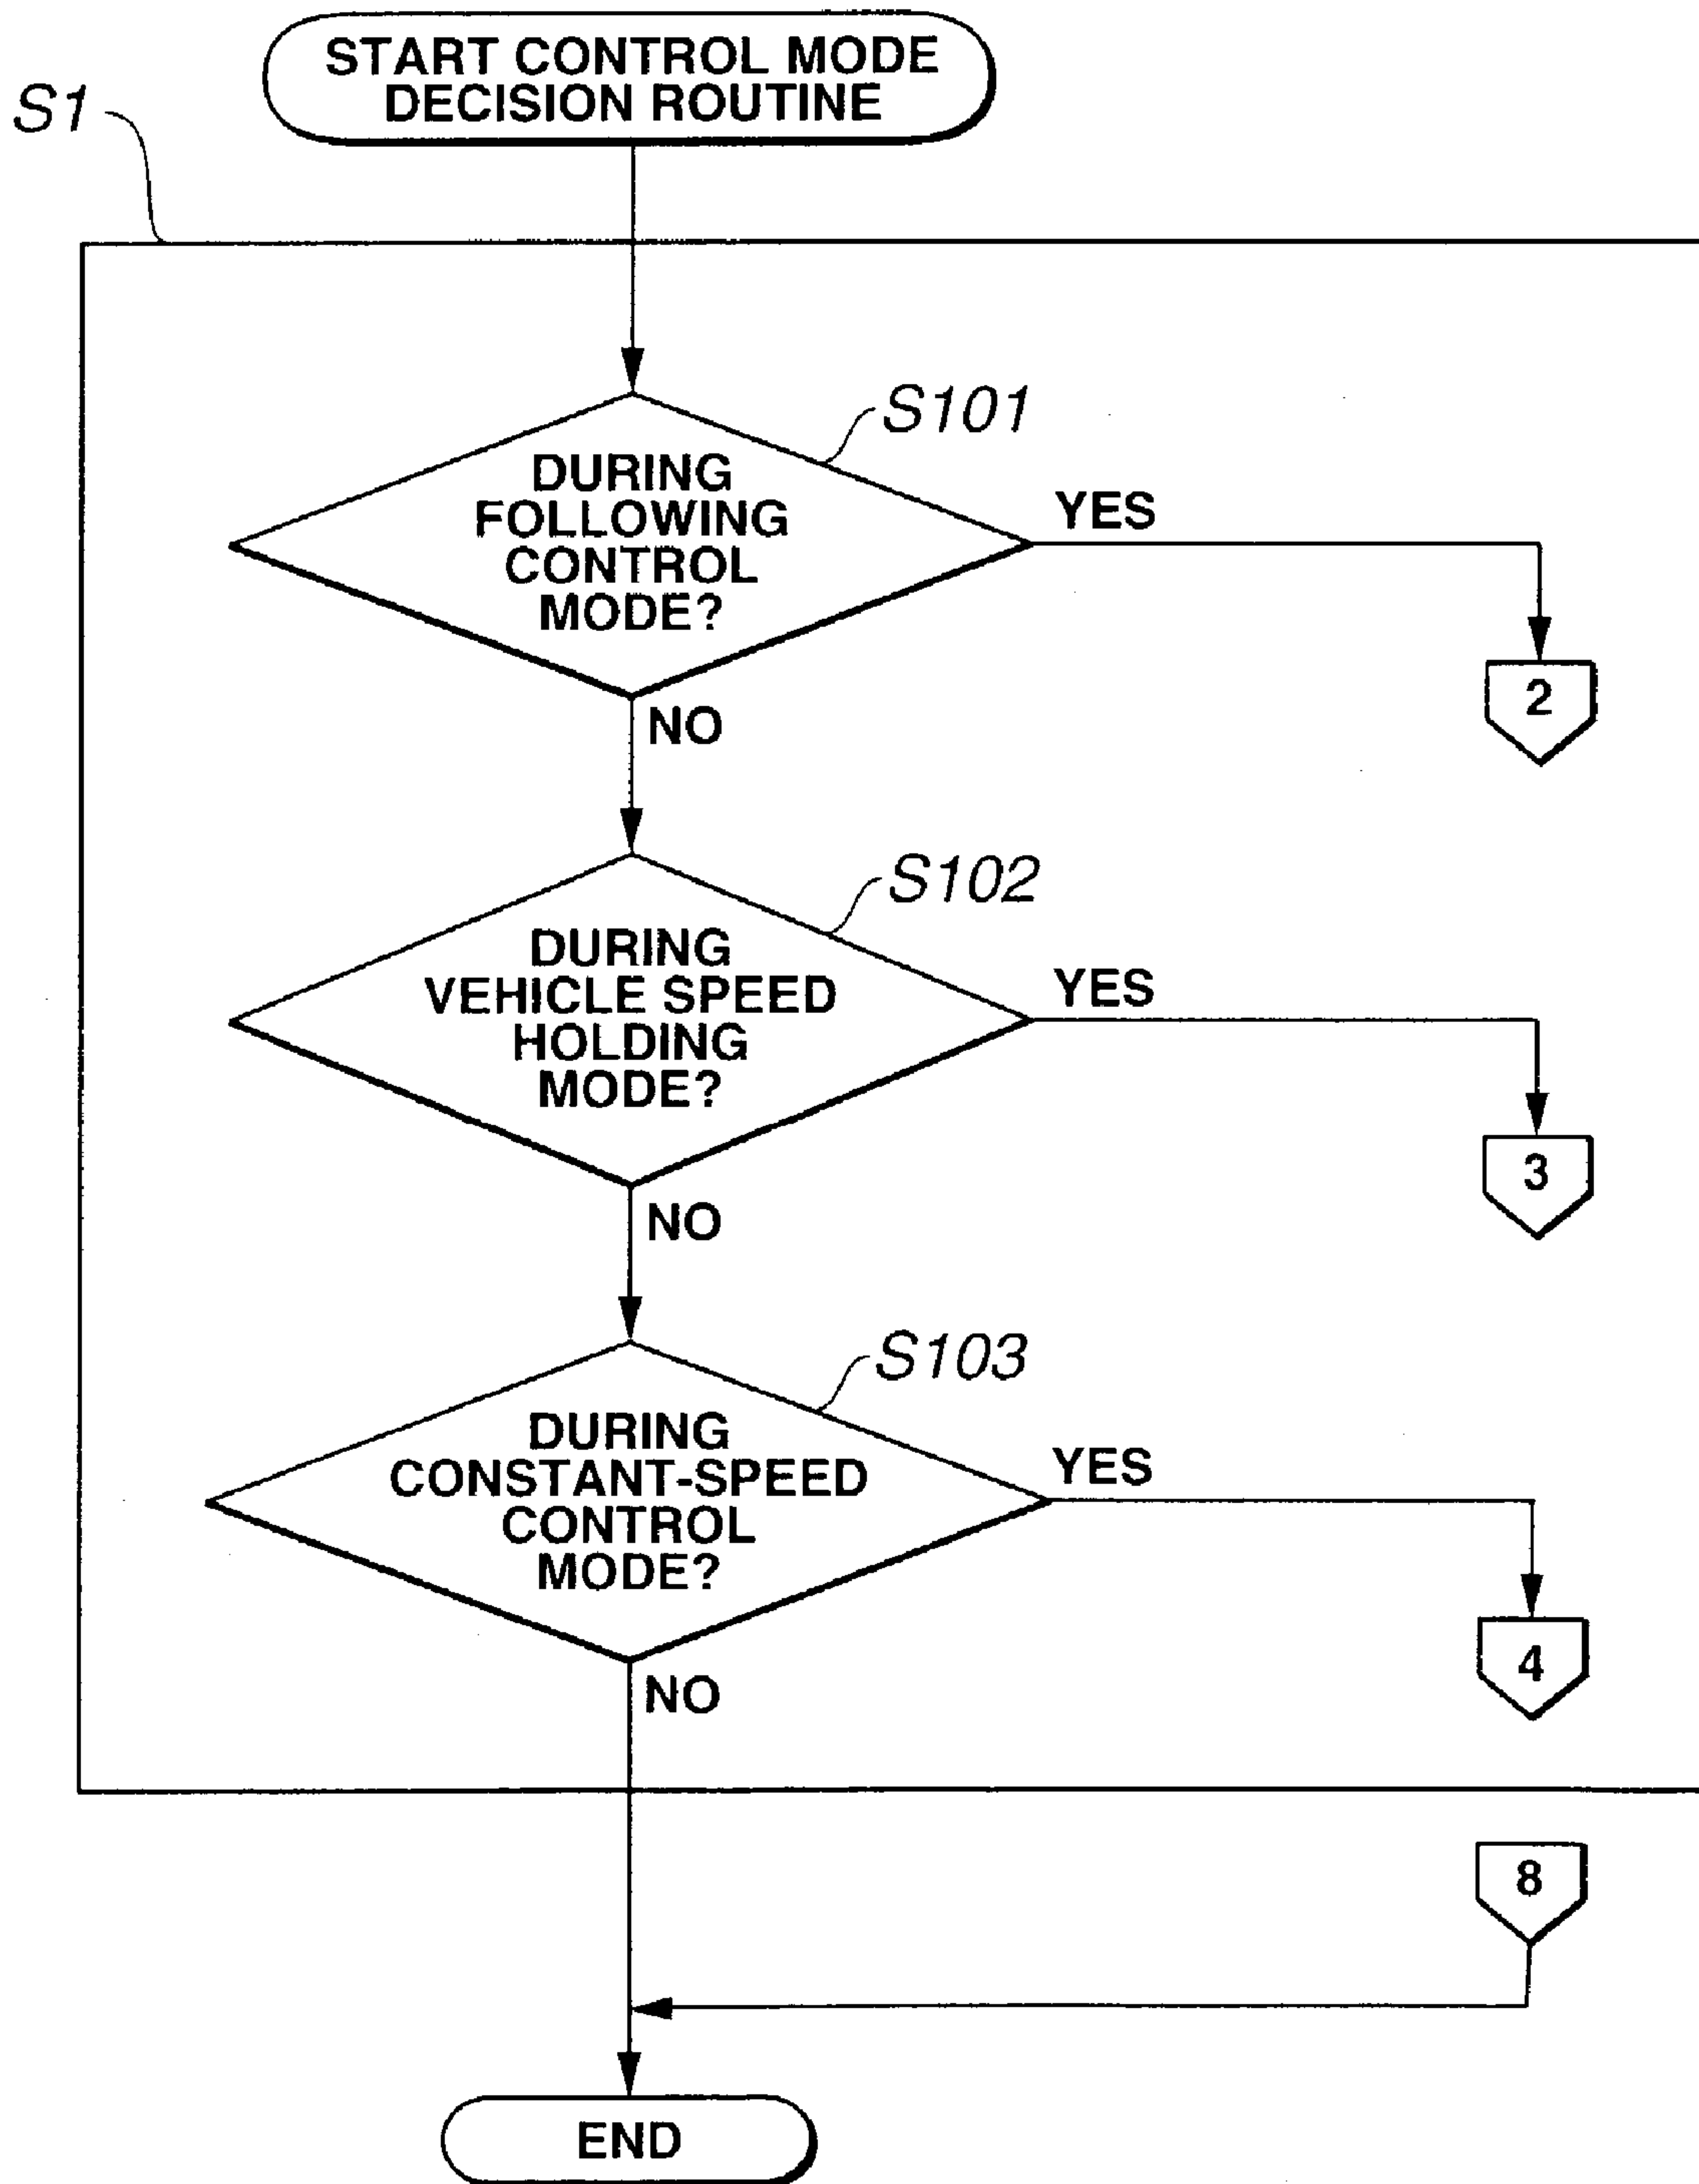 START CONTROL MODE
DECISION ROUTINE
S1
S101
DURING
FOLLOWING
CONTROL
MODE?
YES
2
NO
S102
DURING
VEHICLE SPEED
HOLDING
MODE?
YES
3
NO
S103
DURING
CONSTANT-SPEED
CONTROL
MODE?
YES
4
NO
8
END